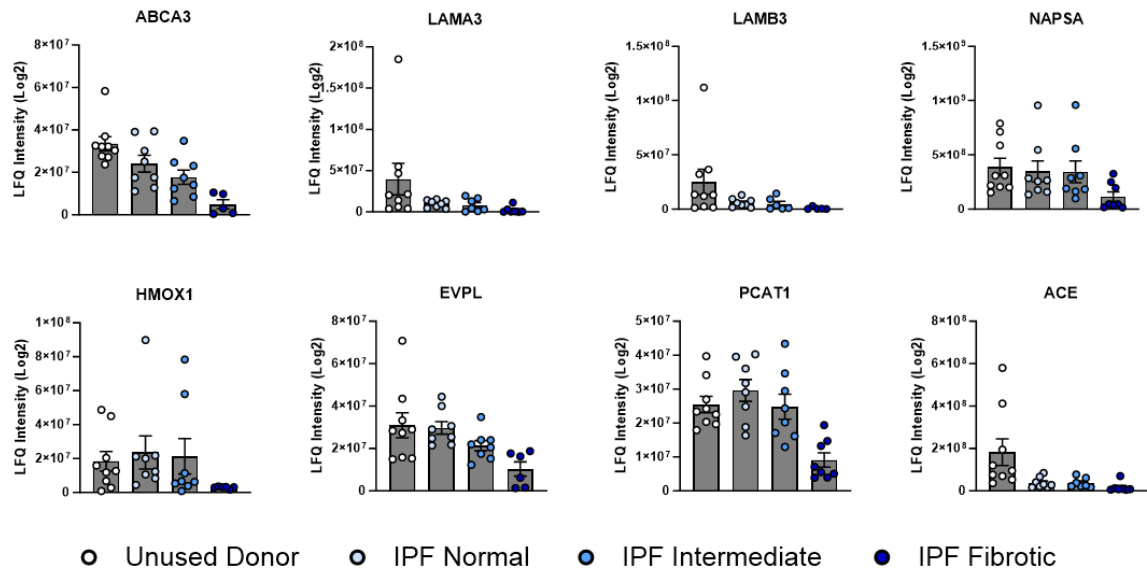 ABCA3
LFQ Intensity (Log2)
8×10⁷
6×10⁷
4×10⁷
2×10⁷
0
LAMA3
LFQ Intensity (Log2)
2×10⁸
2×10⁸
1×10⁸
5×10⁷
0
LAMB3
LFQ Intensity (Log2)
1.5×10⁸
1×10⁸
5×10⁷
0
NAPSA
LFQ Intensity (Log2)
1.5×10⁹
1×10⁹
5×10⁸
0
HMOX1
LFQ Intensity (Log2)
1×10⁸
8×10⁷
6×10⁷
4×10⁷
2×10⁷
0
EVPL
LFQ Intensity (Log2)
8×10⁷
6×10⁷
4×10⁷
2×10⁷
0
PCAT1
LFQ Intensity (Log2)
5×10⁷
4×10⁷
3×10⁷
2×10⁷
1×10⁷
0
ACE
LFQ Intensity (Log2)
8×10⁸
6×10⁸
4×10⁸
2×10⁸
0
Unused Donor IPF Normal IPF Intermediate IPF Fibrotic